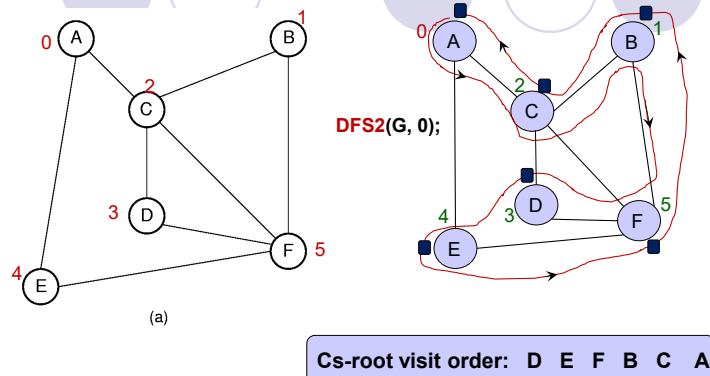 0 A
B 1
2
C
3 D
F 5
4
E
(a)
DFS2(G, 0);
0 A
B 1
2
C
4
3 D
F 5
E
Cs-root visit order: D E F B C A